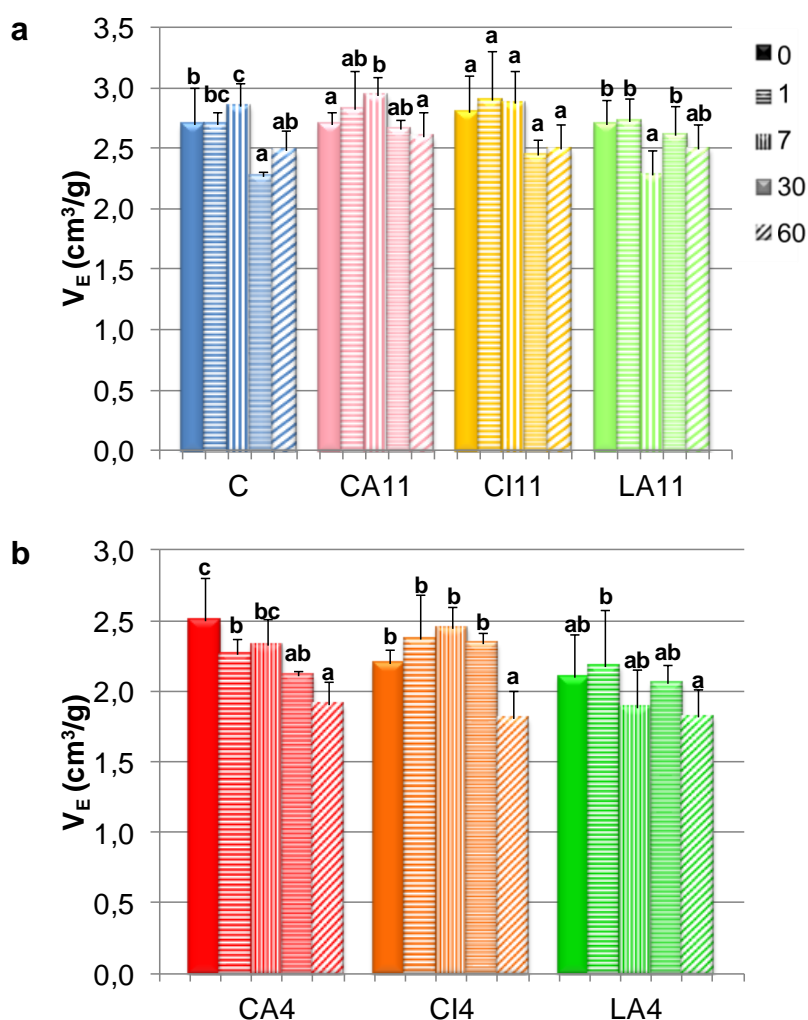 a
V_E (cm³/g)
3,5
3,0
2,5
2,0
1,5
1,0
0,5
0,0
b bc c a ab
a ab b ab a
a a a a a
b b a b ab
C CA11 CI11 LA11
0
1
7
30
60
b
V_E (cm³/g)
3,0
2,5
2,0
1,5
1,0
0,5
0,0
c b bc ab a
b b b b a
ab b ab ab a
CA4 CI4 LA4